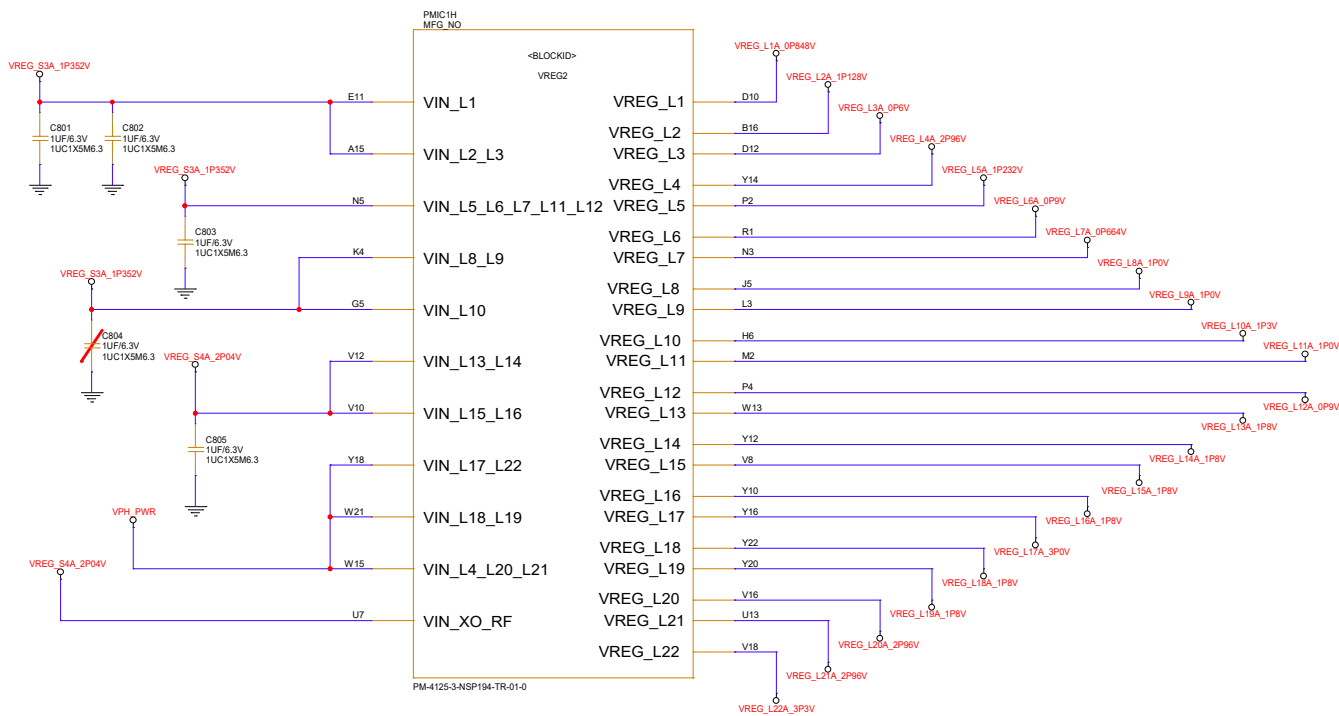 PMIC1H
MFG_NO
<BLOCKID>
VREG2
VREG_S3A_1P352V
C801
1UF/6.3V
1UC1X5M6.3
C802
1UF/6.3V
1UC1X5M6.3
VREG_S3A_1P352V
C803
1UF/6.3V
1UC1X5M6.3
VREG_S3A_1P352V
C804
1UF/6.3V
1UC1X5M6.3
VREG_S4A_2P04V
C805
1UF/6.3V
1UC1X5M6.3
VPH_PWR
VREG_S4A_2P04V
E11 VIN_L1
A15 VIN_L2_L3
N5 VIN_L5_L6_L7_L11_L12
K4 VIN_L8_L9
G5 VIN_L10
V12 VIN_L13_L14
V10 VIN_L15_L16
Y18 VIN_L17_L22
W21 VIN_L18_L19
W15 VIN_L4_L20_L21
U7 VIN_XO_RF
VREG_L1 D10 VREG_L1A_0P848V
VREG_L2 B16 VREG_L2A_1P128V
VREG_L3 D12 VREG_L3A_0P6V
VREG_L4 Y14 VREG_L4A_2P96V
VREG_L5 P2 VREG_L5A_1P232V
VREG_L6 R1 VREG_L6A_0P9V
VREG_L7 N3 VREG_L7A_0P664V
VREG_L8 J5 VREG_L8A_1P0V
VREG_L9 L3 VREG_L9A_1P0V
VREG_L10 H6 VREG_L10A_1P3V
VREG_L11 M2 VREG_L11A_1P0V
VREG_L12 P4 VREG_L12A_0P9V
VREG_L13 W13 VREG_L13A_1P8V
VREG_L14 Y12 VREG_L14A_1P8V
VREG_L15 V8 VREG_L15A_1P8V
VREG_L16 Y10 VREG_L16A_1P8V
VREG_L17 Y16 VREG_L17A_3P0V
VREG_L18 Y22 VREG_L18A_1P8V
VREG_L19 Y20 VREG_L19A_1P8V
VREG_L20 V16 VREG_L20A_2P96V
VREG_L21 U13 VREG_L21A_2P96V
VREG_L22 V18 VREG_L22A_3P3V
PM-4125-3-NSP194-TR-01-0